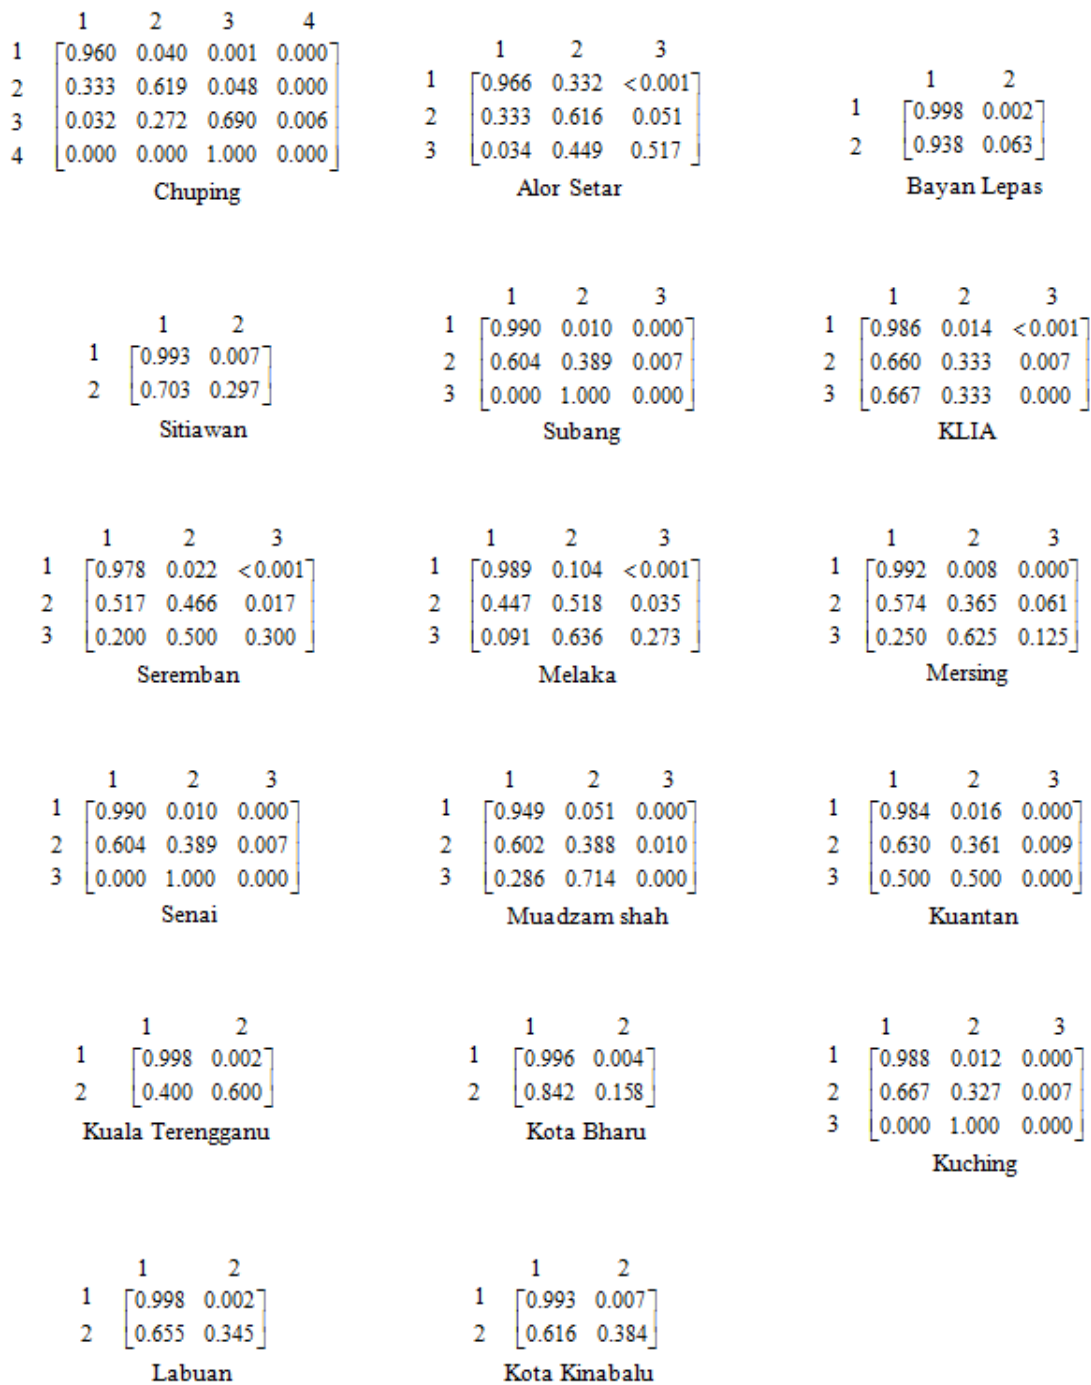 1 2 3 4
1 0.960 0.040 0.001 0.000
2 0.333 0.619 0.048 0.000
3 0.032 0.272 0.690 0.006
4 0.000 0.000 1.000 0.000
Chuping
1 2 3
1 0.966 0.332 <0.001
2 0.333 0.616 0.051
3 0.034 0.449 0.517
Alor Setar
1 2
1 0.998 0.002
2 0.938 0.063
Bayan Lepas
1 2
1 0.993 0.007
2 0.703 0.297
Sitiawan
1 2 3
1 0.990 0.010 0.000
2 0.604 0.389 0.007
3 0.000 1.000 0.000
Subang
1 2 3
1 0.986 0.014 <0.001
2 0.660 0.333 0.007
3 0.667 0.333 0.000
KLIA
1 2 3
1 0.978 0.022 <0.001
2 0.517 0.466 0.017
3 0.200 0.500 0.300
Seremban
1 2 3
1 0.989 0.104 <0.001
2 0.447 0.518 0.035
3 0.091 0.636 0.273
Melaka
1 2 3
1 0.992 0.008 0.000
2 0.574 0.365 0.061
3 0.250 0.625 0.125
Mersing
1 2 3
1 0.990 0.010 0.000
2 0.604 0.389 0.007
3 0.000 1.000 0.000
Senai
1 2 3
1 0.949 0.051 0.000
2 0.602 0.388 0.010
3 0.286 0.714 0.000
Muadzam shah
1 2 3
1 0.984 0.016 0.000
2 0.630 0.361 0.009
3 0.500 0.500 0.000
Kuantan
1 2
1 0.998 0.002
2 0.400 0.600
Kuala Terengganu
1 2
1 0.996 0.004
2 0.842 0.158
Kota Bharu
1 2 3
1 0.988 0.012 0.000
2 0.667 0.327 0.007
3 0.000 1.000 0.000
Kuching
1 2
1 0.998 0.002
2 0.655 0.345
Labuan
1 2
1 0.993 0.007
2 0.616 0.384
Kota Kinabalu